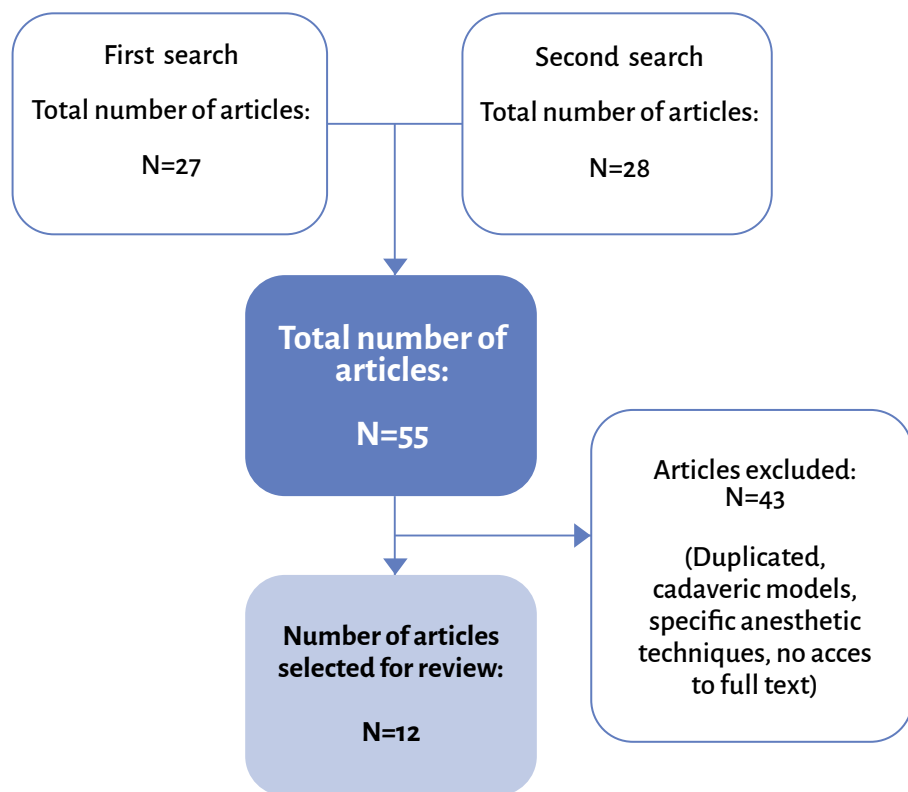 First search
Total number of articles:
N=27
Second search
Total number of articles:
N=28
Total number of
articles:
N=55
Articles excluded:
N=43
(Duplicated,
cadaveric models,
specific anesthetic
techniques, no acces
to full text)
Number of articles
selected for review:
N=12